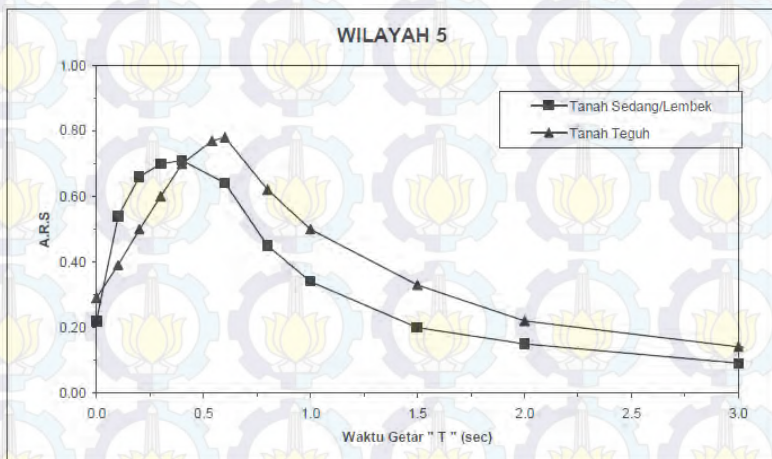 WILAYAH 5
1.00
0.80
0.60
0.40
0.20
0.00
A.R.S
Tanah Sedang/Lembek
Tanah Teguh
0.0 0.5 1.0 1.5 2.0 2.5 3.0
Waktu Getar " T " (sec)